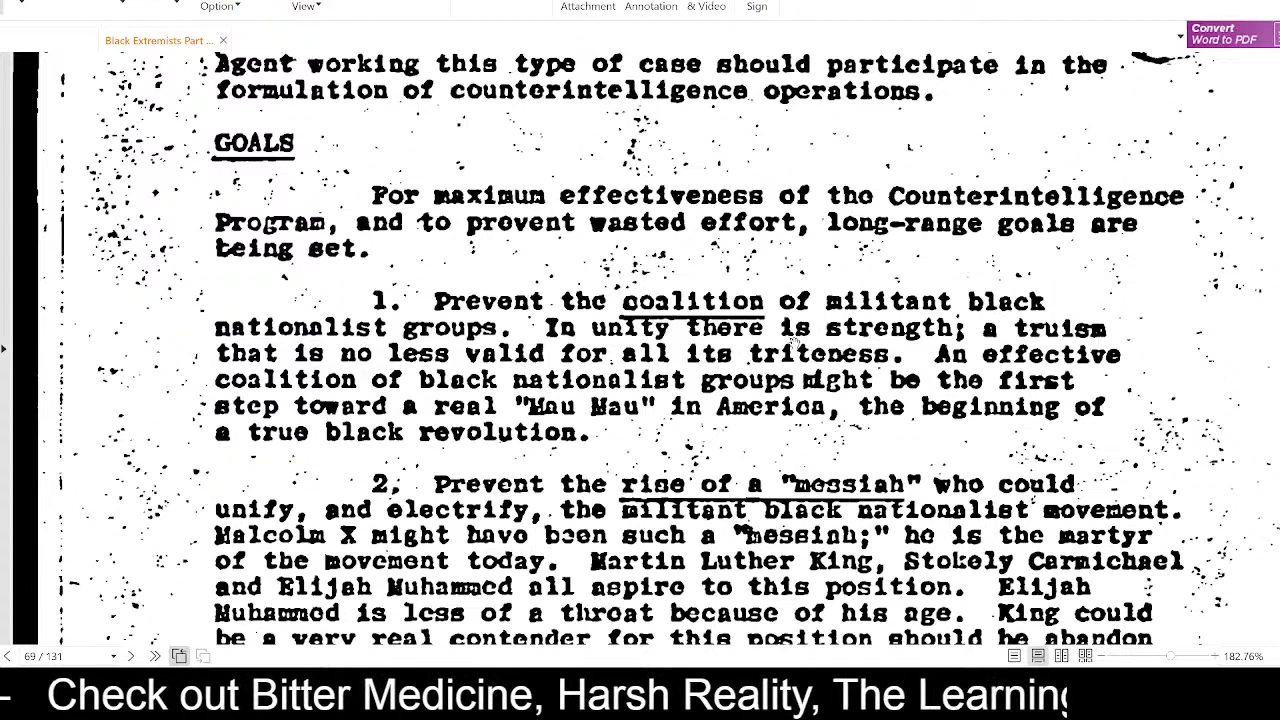 Option
View
Attachment
Annotation
& Video
Sign
Convert
Word to PDF
Black Extremists Part ...
Agent working this type of case should participate in the
formulation of counterintelligence operations.
GOALS
For maximum effectiveness of the Counterintelligence
Program, and to prevent wasted effort, long-range goals are
being set.
1. Prevent the coalition of militant black
nationalist groups. In unity there is strength; a truism
that is no less valid for all its triteness. An effective
coalition of black nationalist groups might be the first
step toward a real "Mau Mau" in America, the beginning of
a true black revolution.
2. Prevent the rise of a "messiah" who could
unify, and electrify, the militant black nationalist movement.
Malcolm X might have been such a "messiah;" he is the martyr
of the movement today. Martin Luther King, Stokely Carmichael
and Elijah Muhammed all aspire to this position. Elijah
Muhammed is less of a threat because of his age. King could
be a very real contender for this position should he abandon
69 / 131
182.76%
- Check out Bitter Medicine, Harsh Reality, The Learning